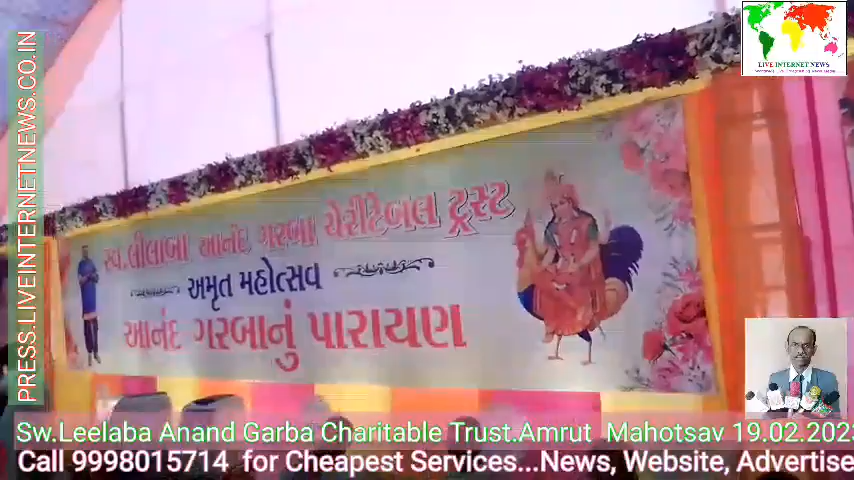 LIVE INTERNET NEWS
PRESS.LIVEINTERNETNEWS.CO.IN
સ્વ.લીલાબા આનંદ ગરબા ચેરીટેબલ ટ્રસ્ટ
અમૃત મહોત્સવ
આનંદ ગરબાનું પારાયણ
Sw.Leelaba Anand Garba Charitable Trust.Amrut Mahotsav 19.02.2023
Call 9998015714 for Cheapest Services...News, Website, Advertise